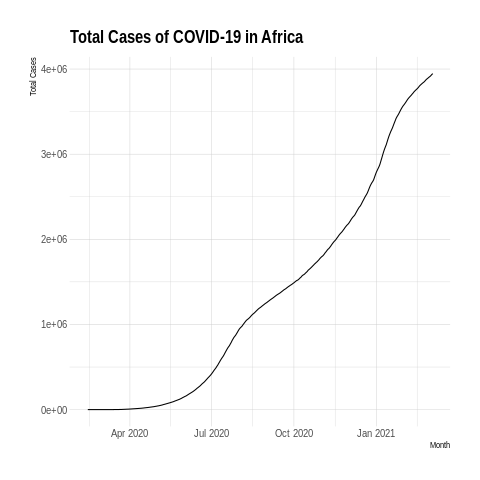 Total Cases of COVID-19 in Africa
Total Cases
4e+06
3e+06
2e+06
1e+06
0e+00
Apr 2020
Jul 2020
Oct 2020
Jan 2021
Month